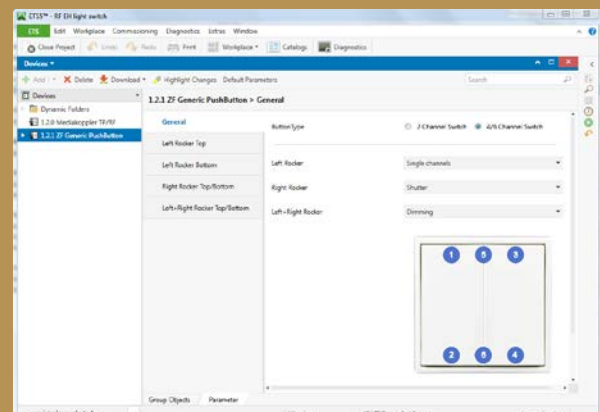 ETS5™ - RF EH light switch
ETS Edit Workplace Commissioning Diagnostics Extras Window
Close Project Undo Redo Print Workplace Catalogs Diagnostics
Devices
Add Delete Download Highlight Changes Default Parameters Search
Devices
Dynamic Folders
1.2.0 Mediakoppler TP/RF
1.2.1 ZF Generic PushButton
1.2.1 ZF Generic PushButton > General
General
Left Rocker Top
Left Rocker Bottom
Right Rocker Top/Bottom
Left+Right Rocker Top/Bottom
Button Type 2 Channel Switch 4/6 Channel Switch
Left Rocker Single channels
Right Rocker Shutter
Left+Right Rocker Dimming
1 5 3
2 6 4
Group Objects Parameter